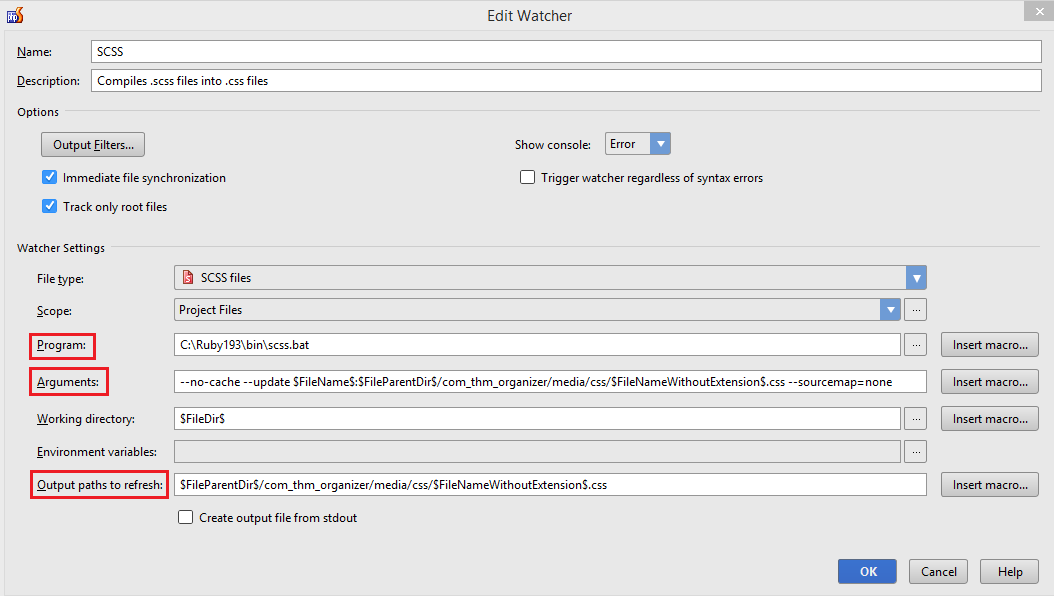 Edit Watcher
Name: SCSS
Description: Compiles .scss files into .css files
Options
Output Filters... Show console: Error
Immediate file synchronization Trigger watcher regardless of syntax errors
Track only root files
Watcher Settings
File type: SCSS files
Scope: Project Files ...
Program: C:\Ruby193\bin\scss.bat ... Insert macro...
Arguments: --no-cache --update $FileName$:$FileParentDir$/com_thm_organizer/media/css/$FileNameWithoutExtension$.css --sourcemap=none Insert macro...
Working directory: $FileDir$ ... Insert macro...
Environment variables: ...
Output paths to refresh: $FileParentDir$/com_thm_organizer/media/css/$FileNameWithoutExtension$.css Insert macro...
Create output file from stdout
OK Cancel Help